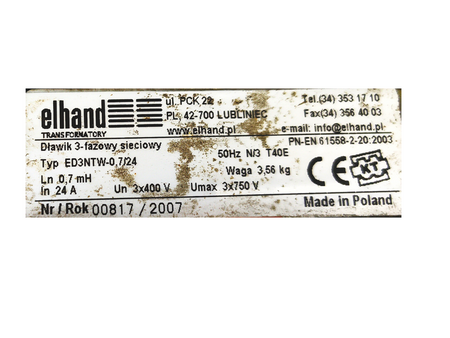 elhand
TRANSFORMATORY
ul. PCK 22
PL, 42-700 LUBLINIEC
www.elhand.pl
Tel.(34) 353 17 10
Fax(34) 356 40 03
e-mail: info@elhand.pl
PN-EN 61558-2-20:2003
Dławik 3-fazowy sieciowy
Typ ED3NTW-0,7/24
50Hz N/3 T40E
Ln 0,7 mH
Waga 3,56 kg
In 24 A Un 3x400 V Umax 3x750 V
CE
KT
Nr / Rok 00817 / 2007
Made in Poland